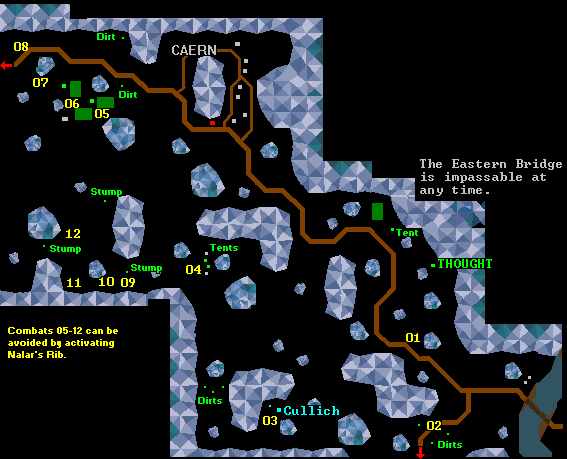 Dirt
08
CAERN
07
Dirt
06
05
The Eastern Bridge
is impassable at
any time.
Stump
12
Stump
Tent
Tents
THOUGHT
Stump
04
11
10
09
Combats 05-12 can be
avoided by activating
Nalar's Rib.
01
Dirts
Cullich
03
02
Dirts